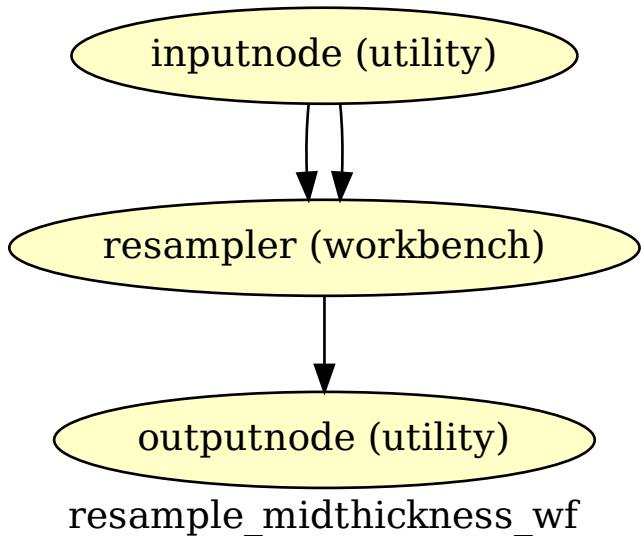 inputnode (utility)
resampler (workbench)
outputnode (utility)
resample_midthickness_wf